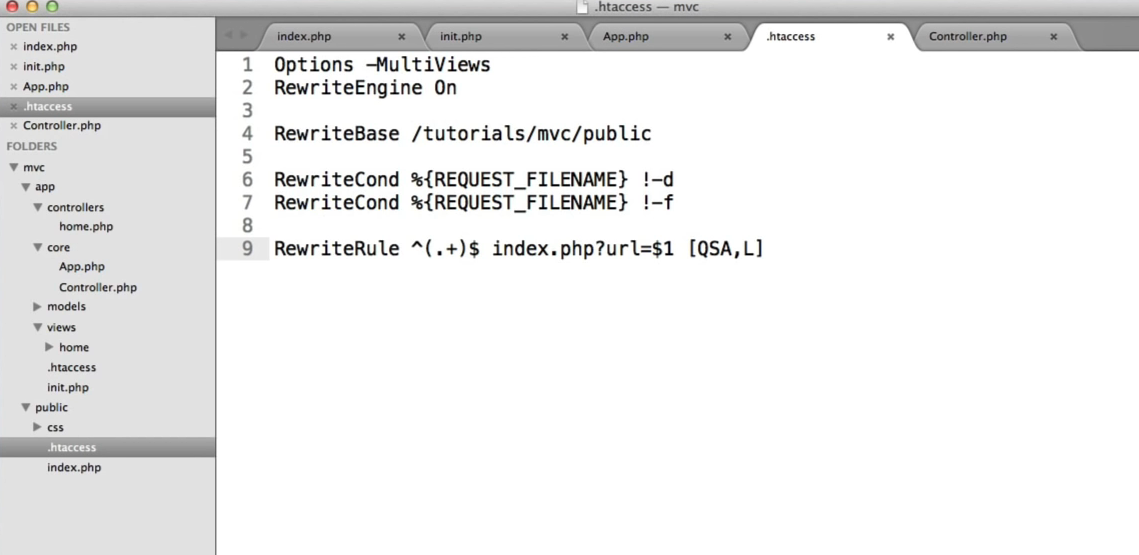 .htaccess — mvc
OPEN FILES
index.php
init.php
App.php
.htaccess
Controller.php
FOLDERS
mvc
app
controllers
home.php
core
App.php
Controller.php
models
views
home
.htaccess
init.php
public
css
.htaccess
index.php
index.php
init.php
App.php
.htaccess
Controller.php
1 Options -MultiViews
2 RewriteEngine On
3
4 RewriteBase /tutorials/mvc/public
5
6 RewriteCond %{REQUEST_FILENAME} !-d
7 RewriteCond %{REQUEST_FILENAME} !-f
8
9 RewriteRule ^(.+)$ index.php?url=$1 [QSA,L]